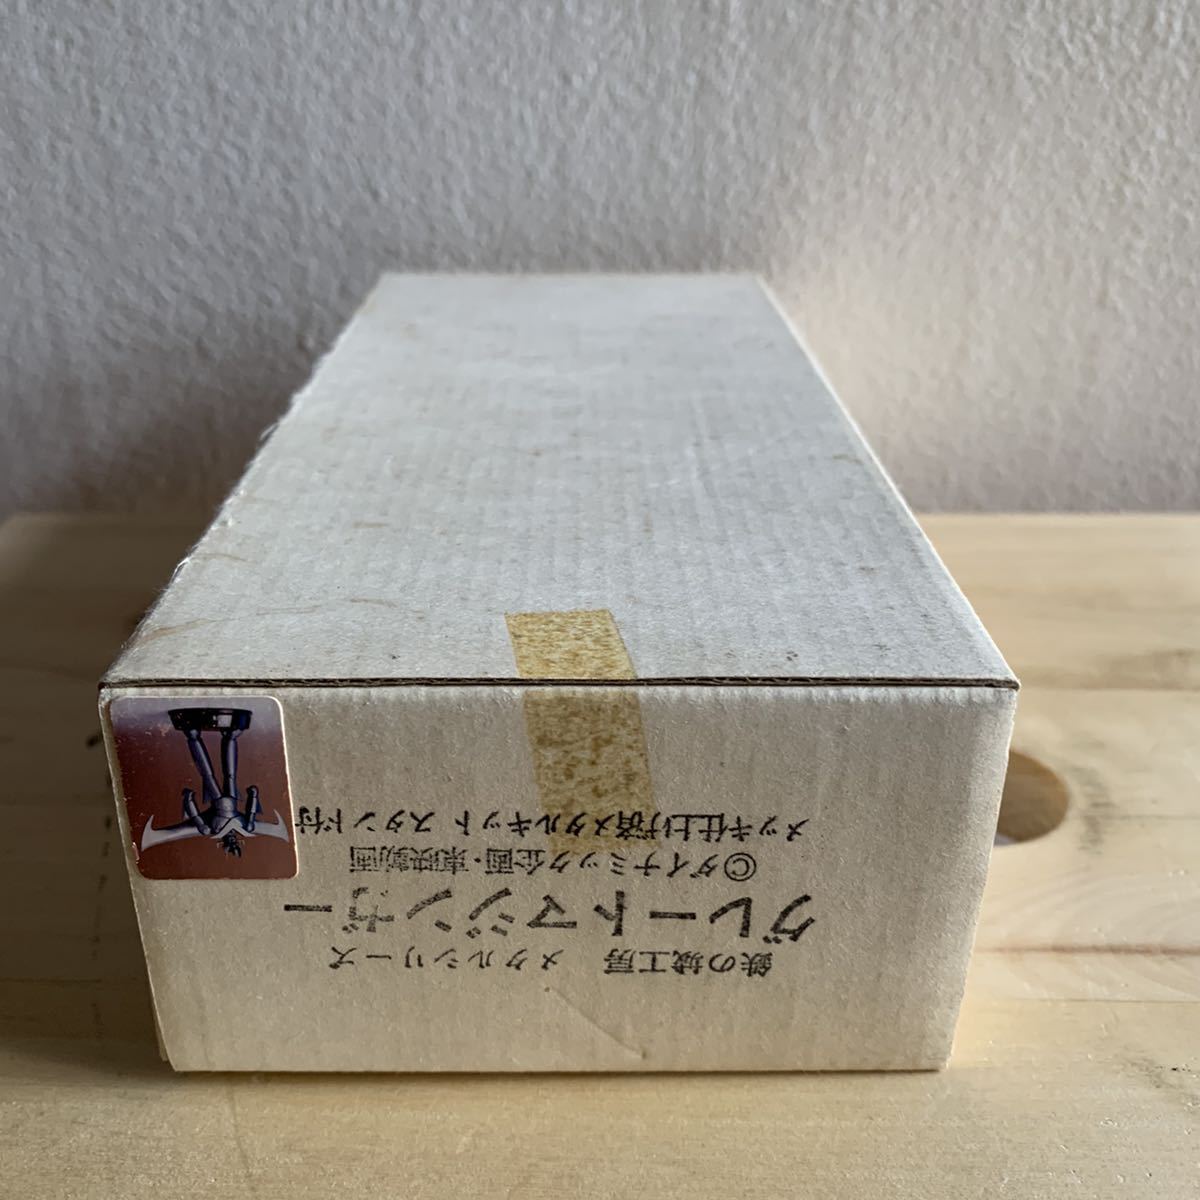 鉄の城工房 メタルシリーズ
グレートマジンガー
©ダイナミック企画・東映動画
メッキ仕上げ済メタルキット スタンド付